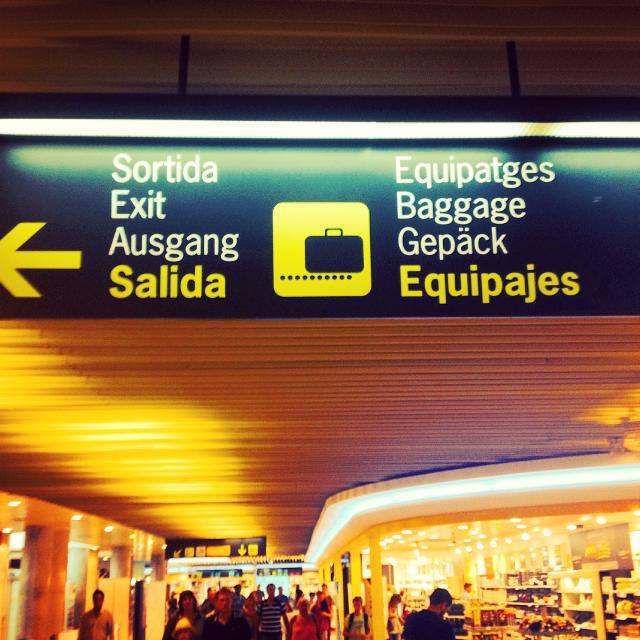 Sortida
Exit
Ausgang
Salida
Equipatges
Baggage
Gepäck
Equipajes